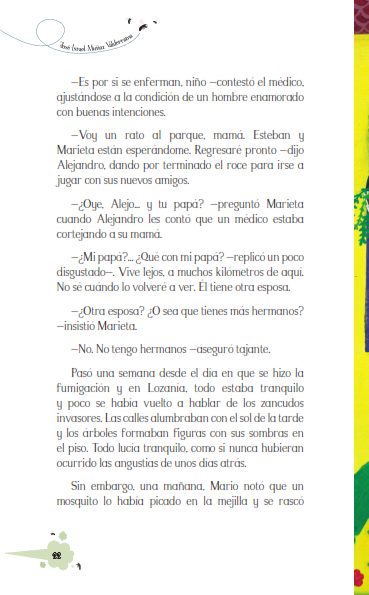 José Israel Muñoz Valderrama
—Es por si se enferman, niño —contestó el médico,
ajustándose a la condición de un hombre enamorado
con buenas intenciones.
—Voy un rato al parque, mamá. Esteban y
Marieta están esperándome. Regresaré pronto —dijo
Alejandro, dando por terminado el roce para irse a
jugar con sus nuevos amigos.
—¿Oye, Alejo... y tu papá? —preguntó Marieta
cuando Alejandro les contó que un médico estaba
cortejando a su mamá.
—¿Mi papá?... ¿Qué con mi papá? —replicó un poco
disgustado—. Vive lejos, a muchos kilómetros de aquí.
No sé cuándo lo volveré a ver. Él tiene otra esposa.
—¿Otra esposa? ¿O sea que tienes más hermanos?
—insistió Marieta.
—No. No tengo hermanos —aseguró tajante.
Pasó una semana desde el día en que se hizo la
fumigación y en Lozanía, todo estaba tranquilo
y poco se había vuelto a hablar de los zancudos
invasores. Las calles alumbraban con el sol de la tarde
y los árboles formaban figuras con sus sombras en
el piso. Todo lucía tranquilo, como si nunca hubieran
ocurrido las angustias de unos días atrás.
Sin embargo, una mañana, Mario notó que un
mosquito lo había picado en la mejilla y se rascó